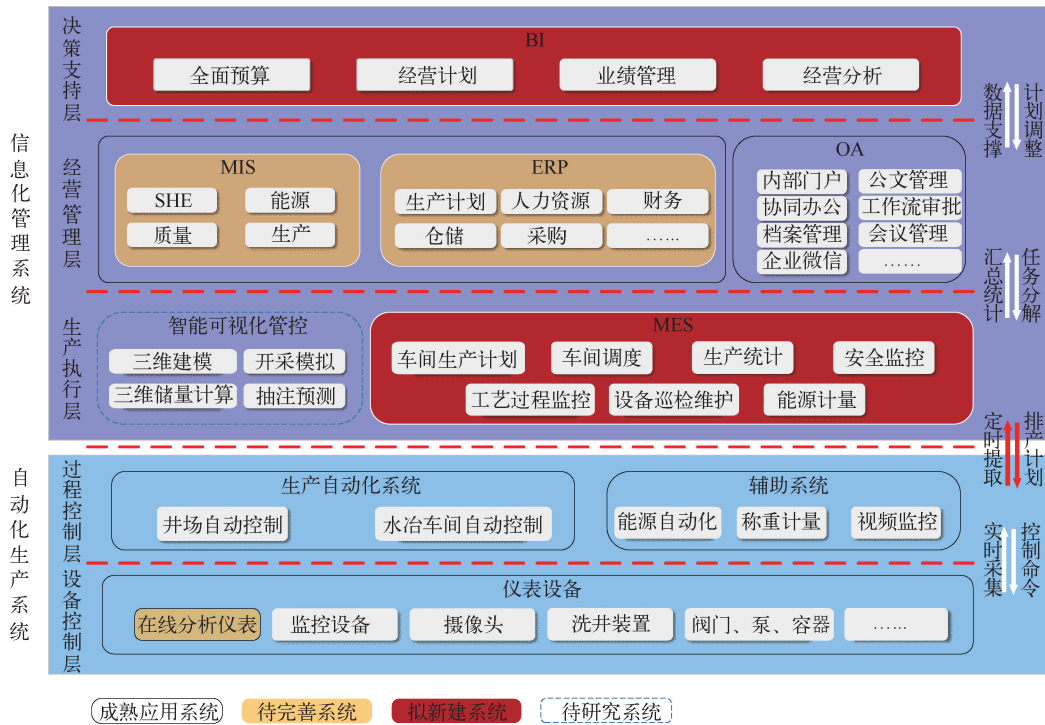 信息化管理系统
决策支持层
BI
全面预算 经营计划 业绩管理 经营分析
数据支撑 计划调整
经营管理层
MIS
SHE 能源
质量 生产
ERP
生产计划 人力资源 财务
仓储 采购 ……
OA
内部门户 公文管理
协同办公 工作流审批
档案管理 会议管理
企业微信 ……
汇总统计 任务分解
生产执行层
智能可视化管控
三维建模 开采模拟
三维储量计算 抽注预测
MES
车间生产计划 车间调度 生产统计 安全监控
工艺过程监控 设备巡检维护 能源计量
定时提取 排产计划
自动化生产系统
过程控制层
生产自动化系统
井场自动控制 水冶车间自动控制
辅助系统
能源自动化 称重计量 视频监控
实时采集 控制命令
设备控制层
仪表设备
在线分析仪表 监控设备 摄像头 洗井装置 阀门、泵、容器 ……
成熟应用系统 待完善系统 拟新建系统 待研究系统